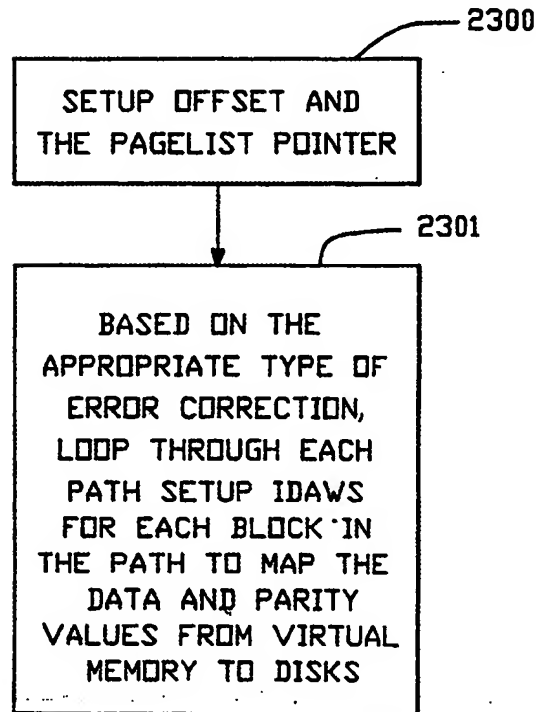 2300
SETUP OFFSET AND
THE PAGELIST POINTER
2301
BASED ON THE
APPROPRIATE TYPE OF
ERROR CORRECTION,
LOOP THROUGH EACH
PATH SETUP IDAWS
FOR EACH BLOCK IN
THE PATH TO MAP THE
DATA AND PARITY
VALUES FROM VIRTUAL
MEMORY TO DISKS